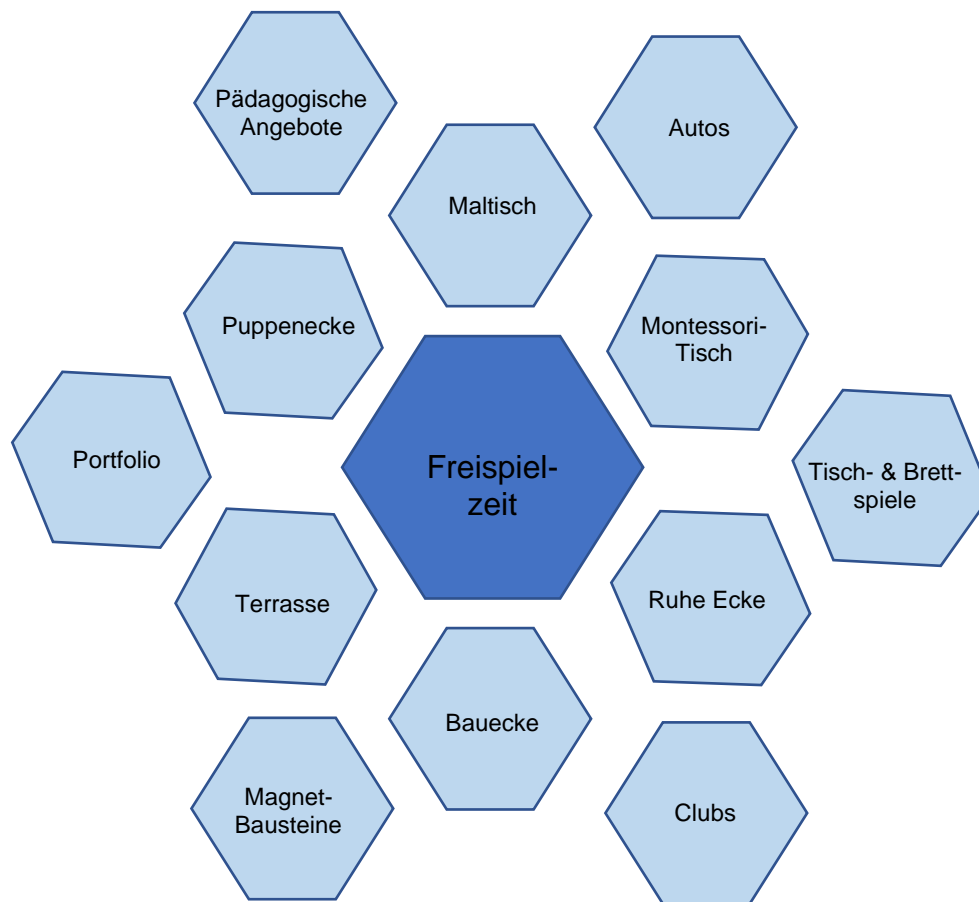 Pädagogische
Angebote
Autos
Maltisch
Puppenecke
Montessori-
Tisch
Portfolio
Freispiel-
zeit
Tisch- & Brett-
spiele
Terrasse
Ruhe Ecke
Bauecke
Magnet-
Bausteine
Clubs